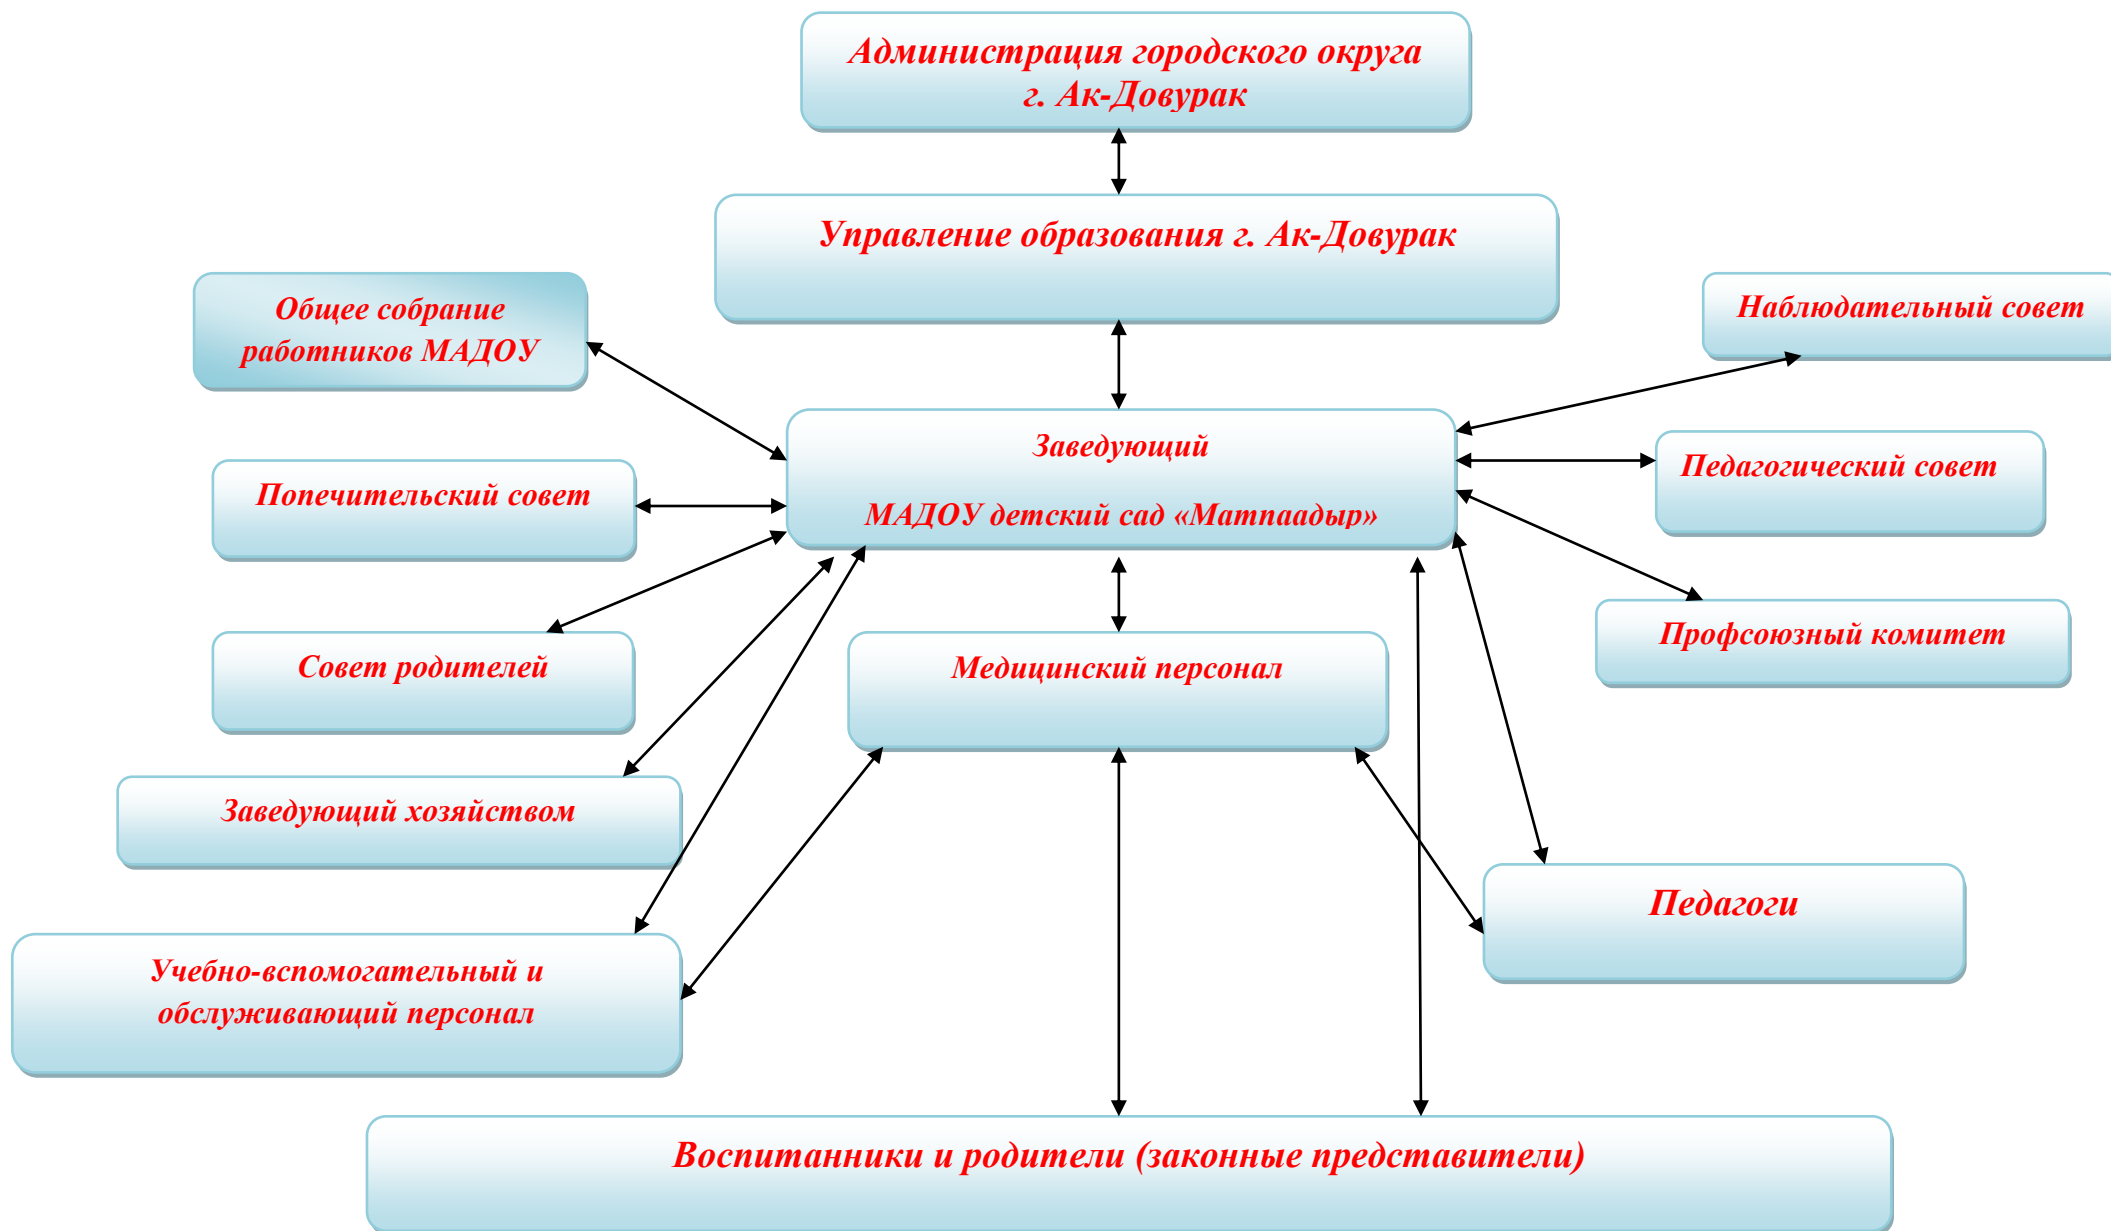 Администрация городского округа
г. Ак-Довурак
Управление образования г. Ак-Довурак
Общее собрание
работников МАДОУ
Наблюдательный совет
Заведующий
МАДОУ детский сад «Матпаадыр»
Попечительский совет
Педагогический совет
Совет родителей
Медицинский персонал
Профсоюзный комитет
Заведующий хозяйством
Педагоги
Учебно-вспомогательный и
обслуживающий персонал
Воспитанники и родители (законные представители)